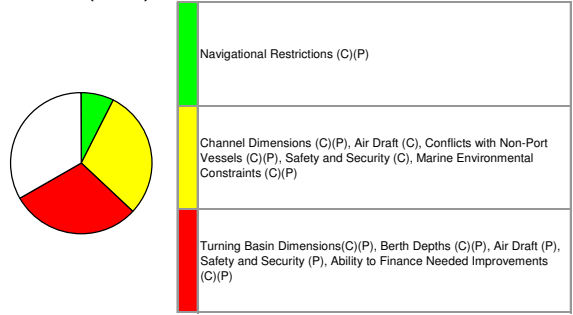 Navigational Restrictions (C)(P)
Channel Dimensions (C)(P), Air Draft (C), Conflicts with Non-Port
Vessels (C)(P), Safety and Security (C), Marine Environmental
Constraints (C)(P)
Turning Basin Dimensions(C)(P), Berth Depths (C)(P), Air Draft (P),
Safety and Security (P), Ability to Finance Needed Improvements
(C)(P)